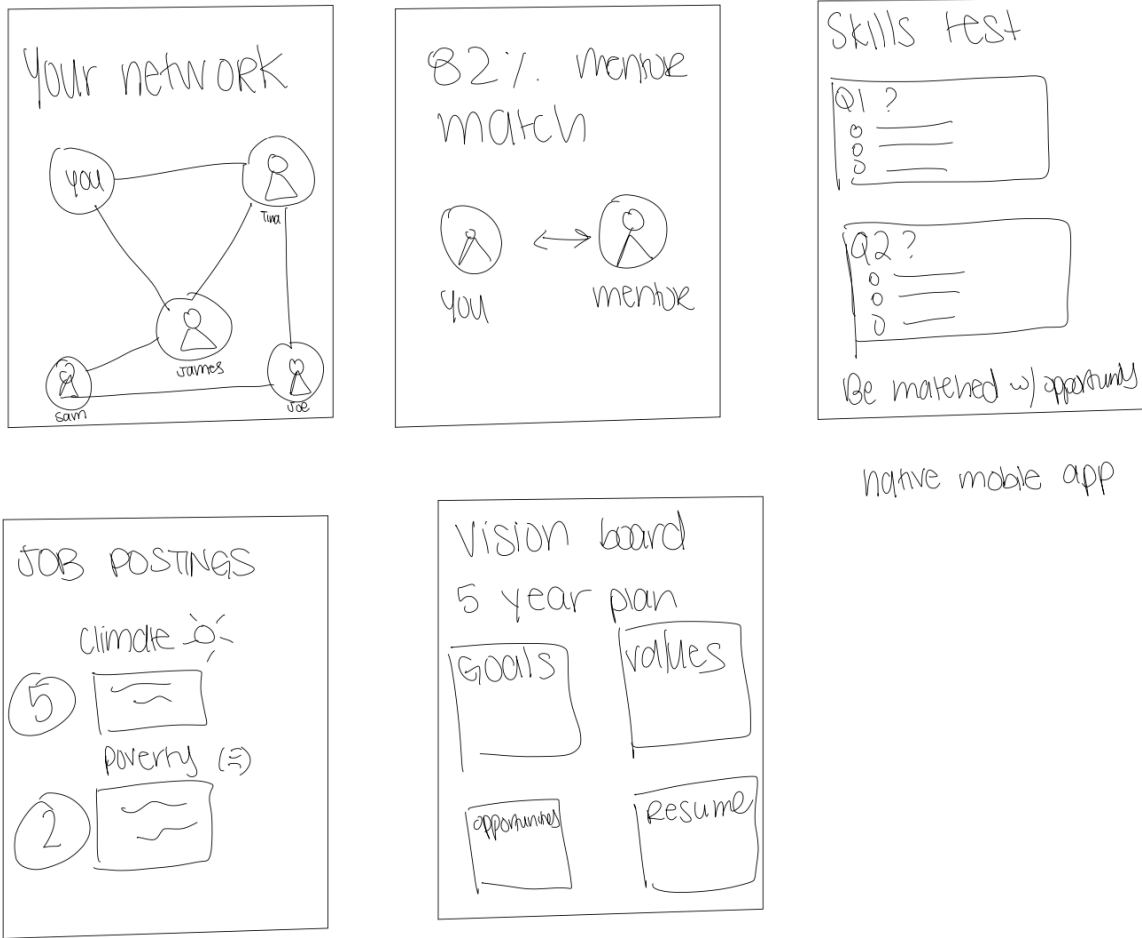 Your network
You
Tina
James
Sam
Joe
82% mentor
match
You
mentor
Skills test
Q1 ?
Q2 ?
Be matched w/ opportunity
native mobile app
JOB POSTINGS
climate
5
poverty
2
Vision board
5 year plan
Goals
values
opportunities
Resume